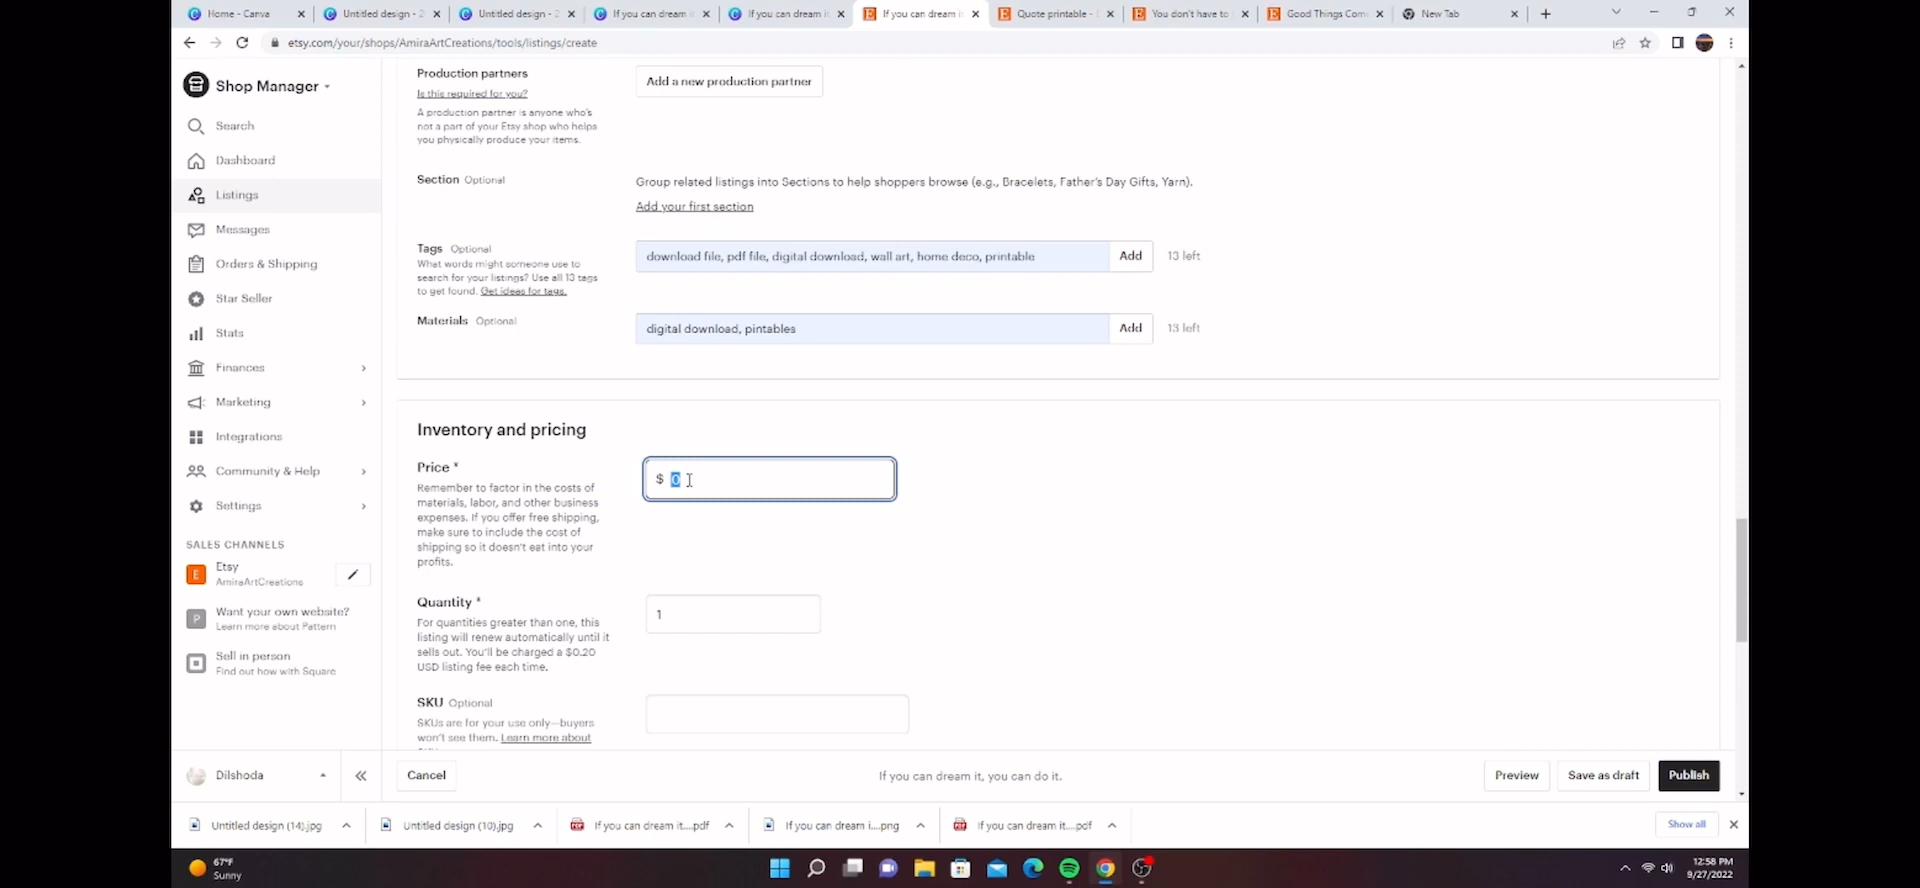 Home - Canva
Untitled design - 2
Untitled design - 2
If you can dream i
If you can dream i
If you can dream i
Quote printable -
You don't have to
Good Things Com
New Tab
etsy.com/your/shops/AmiraArtCreations/tools/listings/create
Shop Manager
Search
Dashboard
Listings
Messages
Orders & Shipping
Star Seller
Stats
Finances
Marketing
Integrations
Community & Help
Settings
SALES CHANNELS
E
Etsy
AmiraArtCreations
P
Want your own website?
Learn more about Pattern
Sell in person
Find out how with Square
Dilshoda
Production partners
Is this required for you?
A production partner is anyone who's
not a part of your Etsy shop who helps
you physically produce your items.
Add a new production partner
Section Optional
Group related listings into Sections to help shoppers browse (e.g., Bracelets, Father's Day Gifts, Yarn).
Add your first section
Tags Optional
What words might someone use to
search for your listings? Use all 13 tags
to get found. Get ideas for tags.
download file, pdf file, digital download, wall art, home deco, printable
Add
13 left
Materials Optional
digital download, pintables
Add
13 left
Inventory and pricing
Price *
Remember to factor in the costs of
materials, labor, and other business
expenses. If you offer free shipping,
make sure to include the cost of
shipping so it doesn't eat into your
profits.
$ 0
Quantity *
For quantities greater than one, this
listing will renew automatically until it
sells out. You'll be charged a $0.20
USD listing fee each time.
1
SKU Optional
SKUs are for your use only—buyers
won't see them. Learn more about
Cancel
If you can dream it, you can do it.
Preview
Save as draft
Publish
Untitled design (14).jpg
Untitled design (10).jpg
If you can dream it....pdf
If you can dream i....png
If you can dream it....pdf
Show all
67°F
Sunny
12:58 PM
9/27/2022